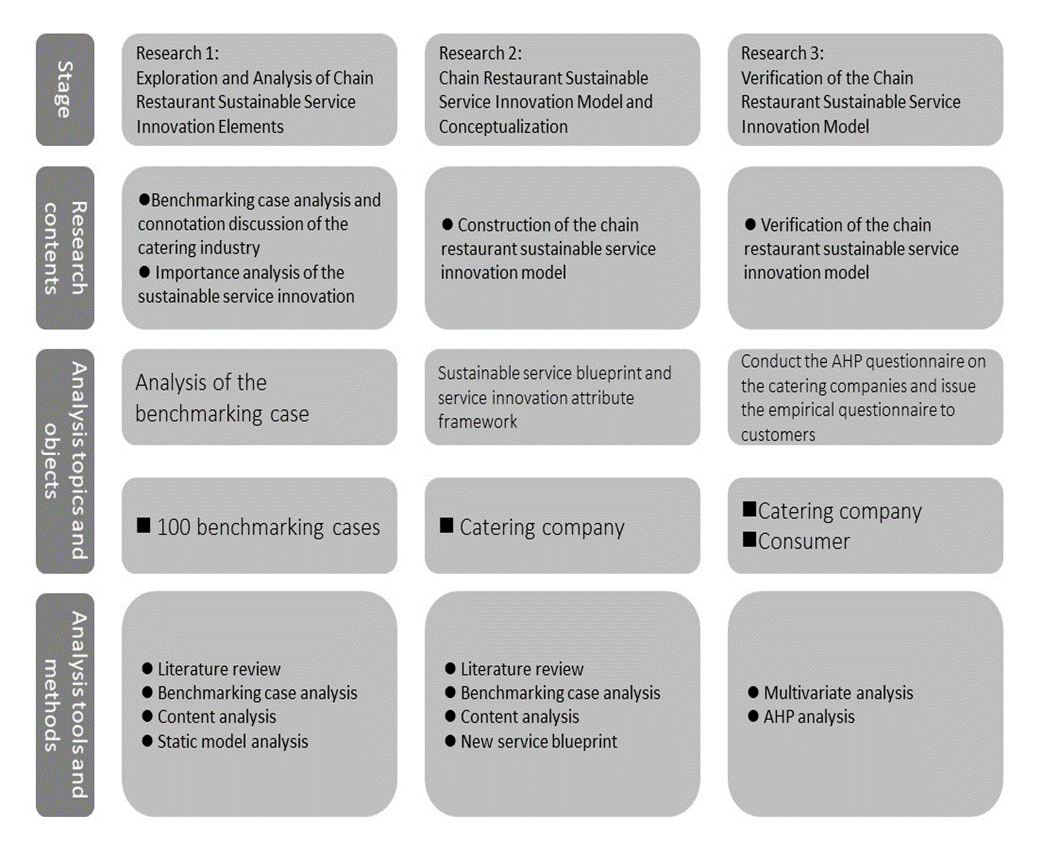 Stage
Research 1:
Exploration and Analysis of Chain
Restaurant Sustainable Service
Innovation Elements
Research 2:
Chain Restaurant Sustainable
Service Innovation Model and
Conceptualization
Research 3:
Verification of the Chain
Restaurant Sustainable Service
Innovation Model
Research
contents
●Benchmarking case analysis and
connotation discussion of the
catering industry
● Importance analysis of the
sustainable service innovation
● Construction of the chain
restaurant sustainable service
innovation model
● Verification of the chain
restaurant sustainable service
innovation model
Analysis topics and
objects
Analysis of the
benchmarking case
Sustainable service blueprint and
service innovation attribute
framework
Conduct the AHP questionnaire on
the catering companies and issue
the empirical questionnaire to
customers
■ 100 benchmarking cases
■ Catering company
■Catering company
■Consumer
Analysis tools and
methods
● Literature review
● Benchmarking case analysis
● Content analysis
● Static model analysis
● Literature review
● Benchmarking case analysis
● Content analysis
● New service blueprint
● Multivariate analysis
● AHP analysis